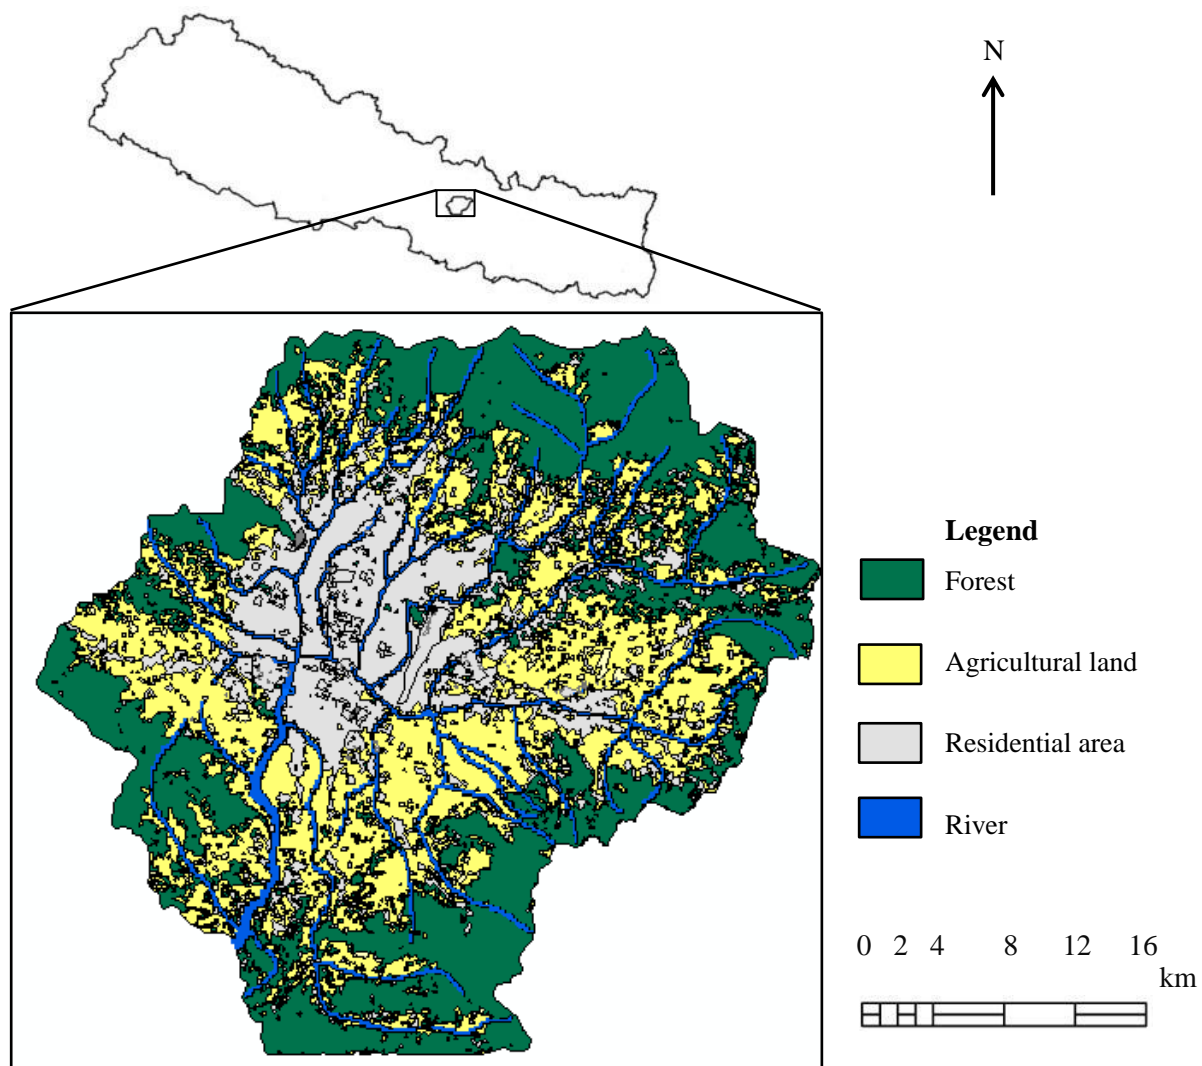 N
Legend
Forest
Agricultural land
Residential area
River
0 2 4 8 12 16
km